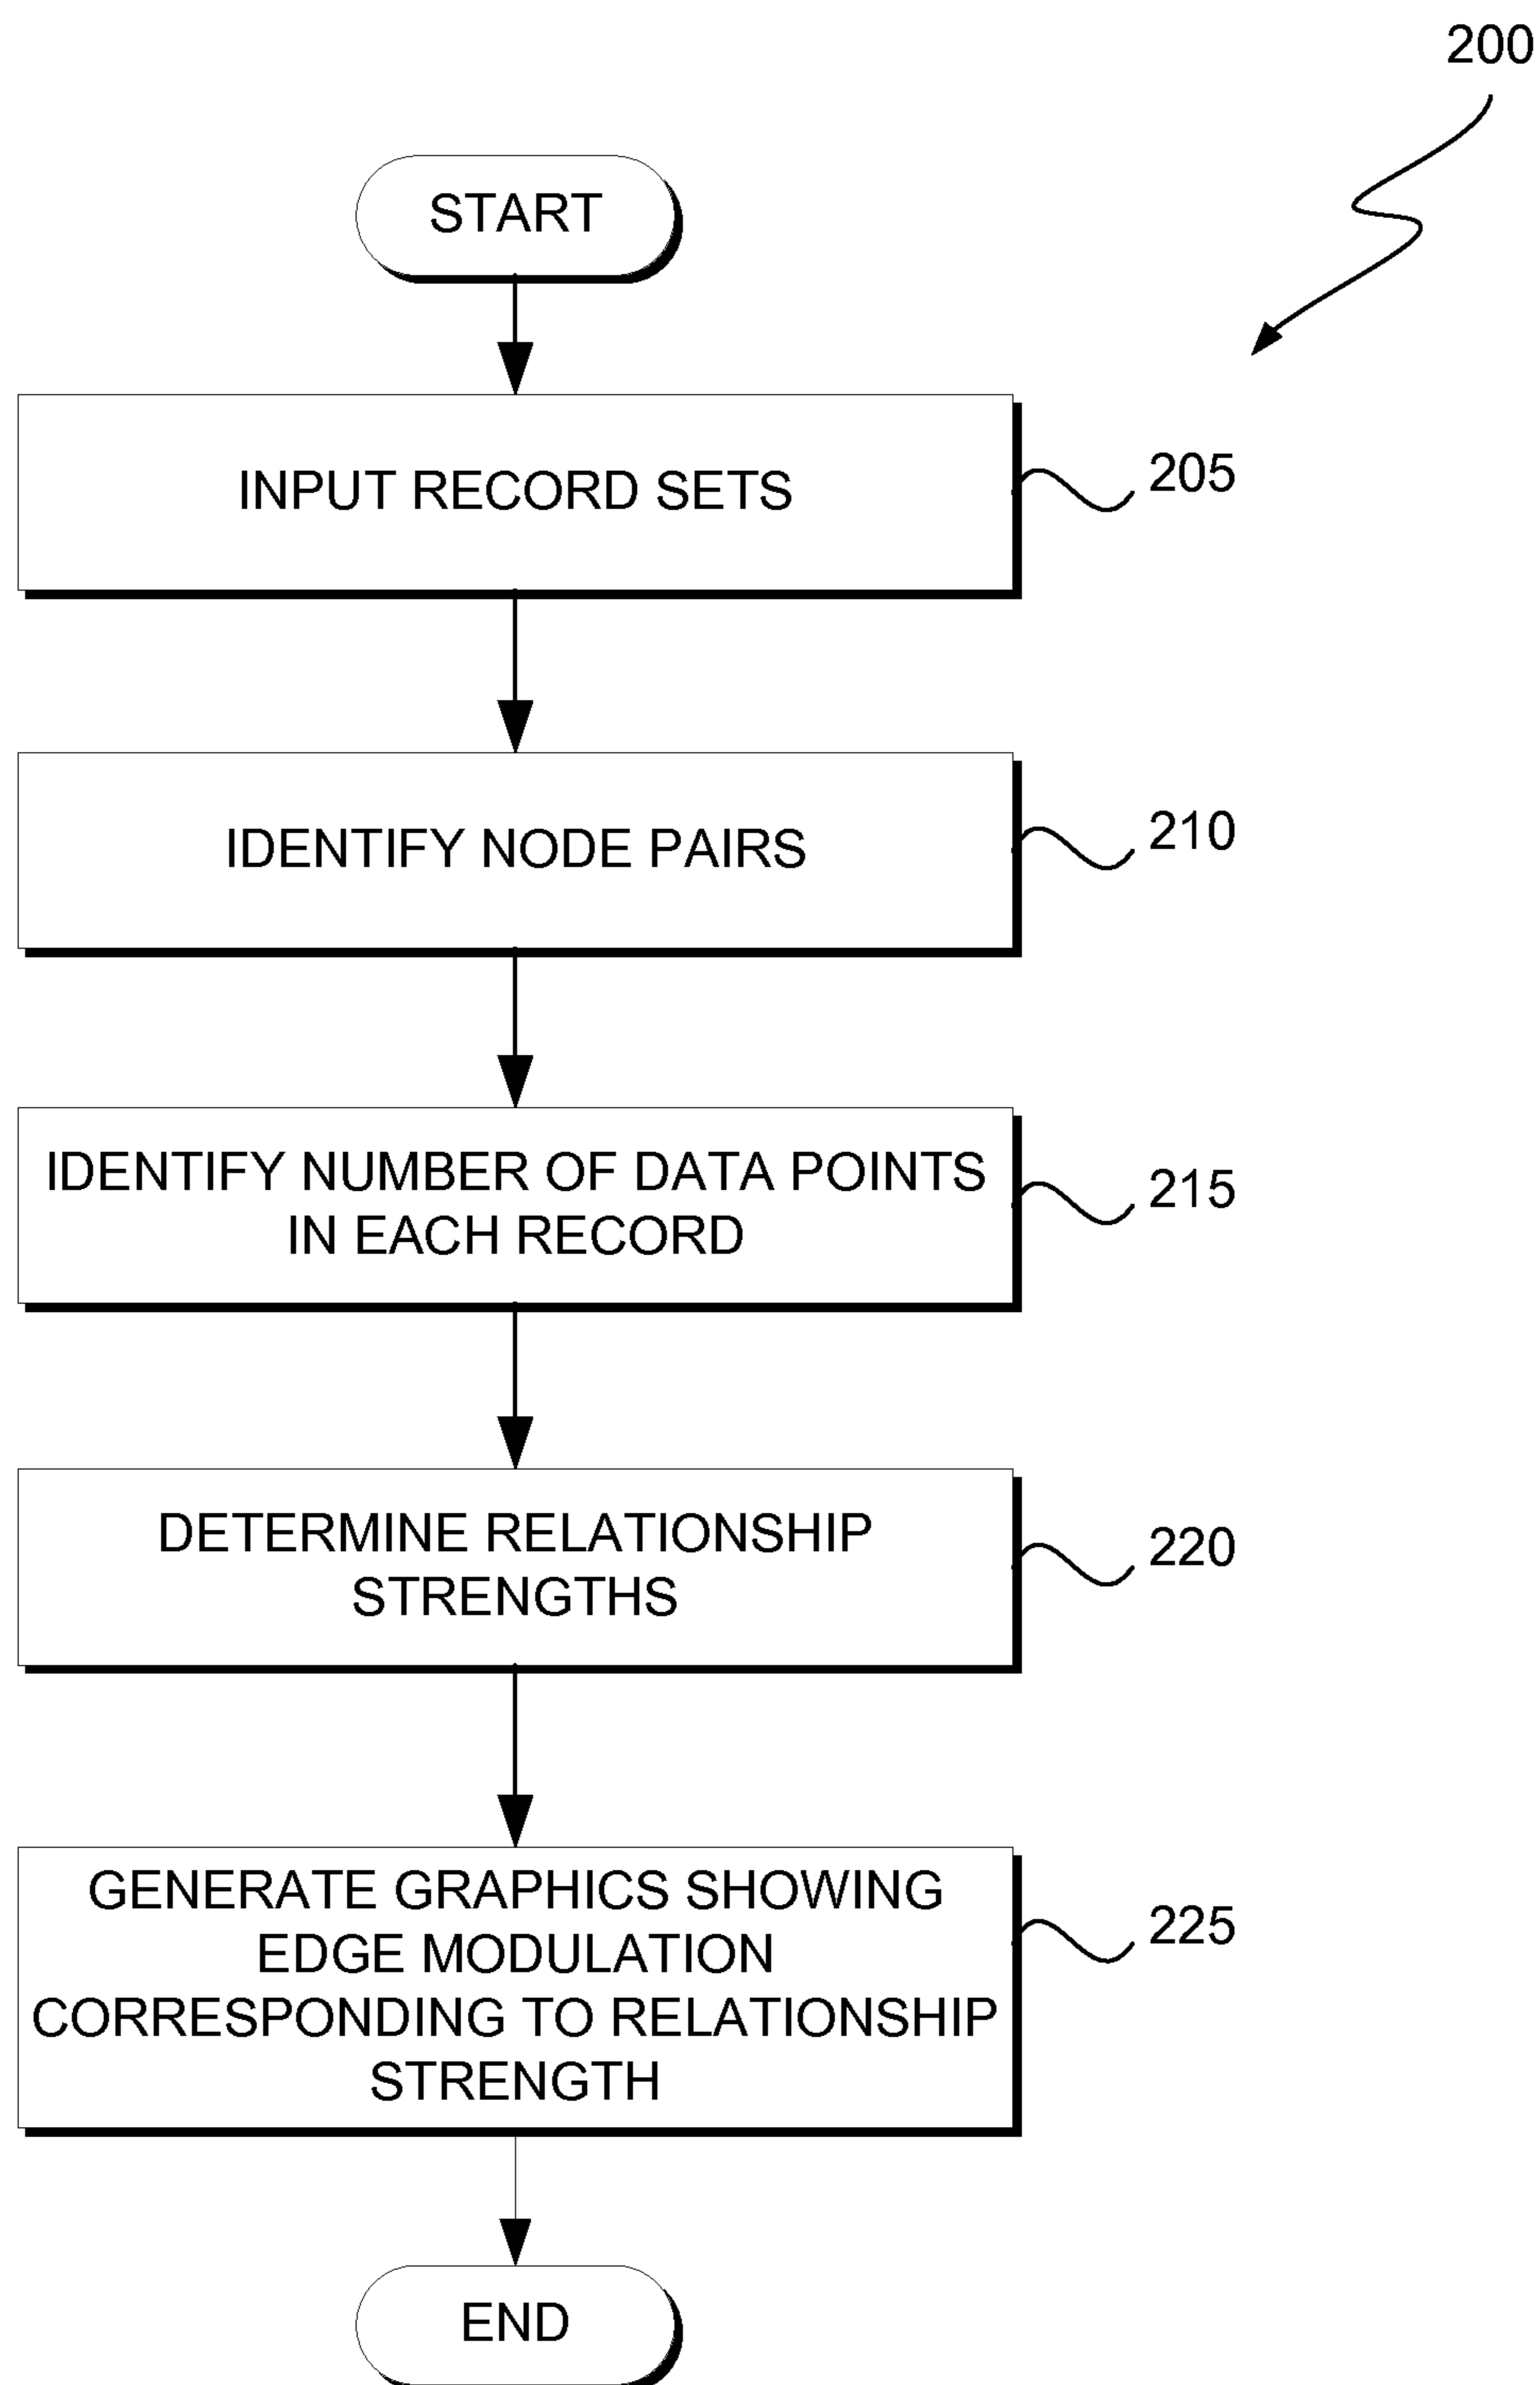 200
START
INPUT RECORD SETS
205
IDENTIFY NODE PAIRS
210
IDENTIFY NUMBER OF DATA POINTS
IN EACH RECORD
215
DETERMINE RELATIONSHIP
STRENGTHS
220
GENERATE GRAPHICS SHOWING
EDGE MODULATION
CORRESPONDING TO RELATIONSHIP
STRENGTH
225
END